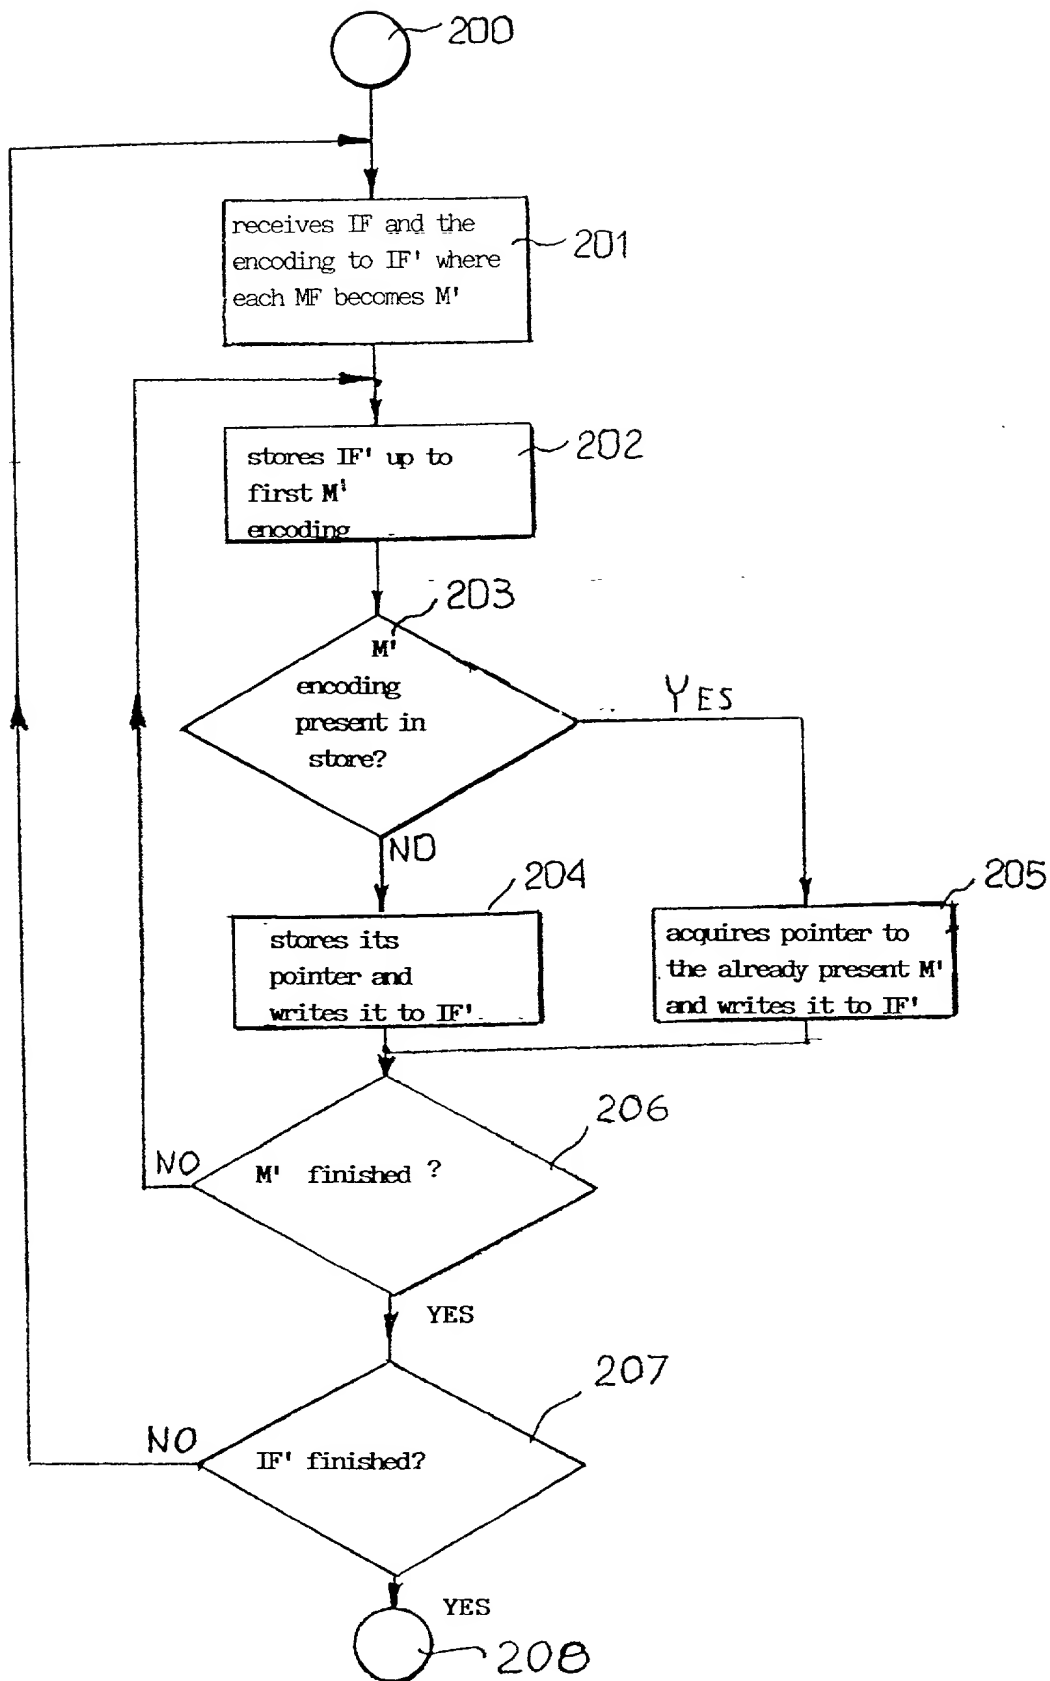 200
receives IF and the
encoding to IF' where
each MF becomes M'
201
stores IF' up to
first M'
encoding
202
203
M'
encoding
present in
store?
YES
NO
204
stores its
pointer and
writes it to IF'
205
acquires pointer to
the already present M'
and writes it to IF'
206
M' finished ?
NO
YES
207
IF' finished?
NO
YES
208